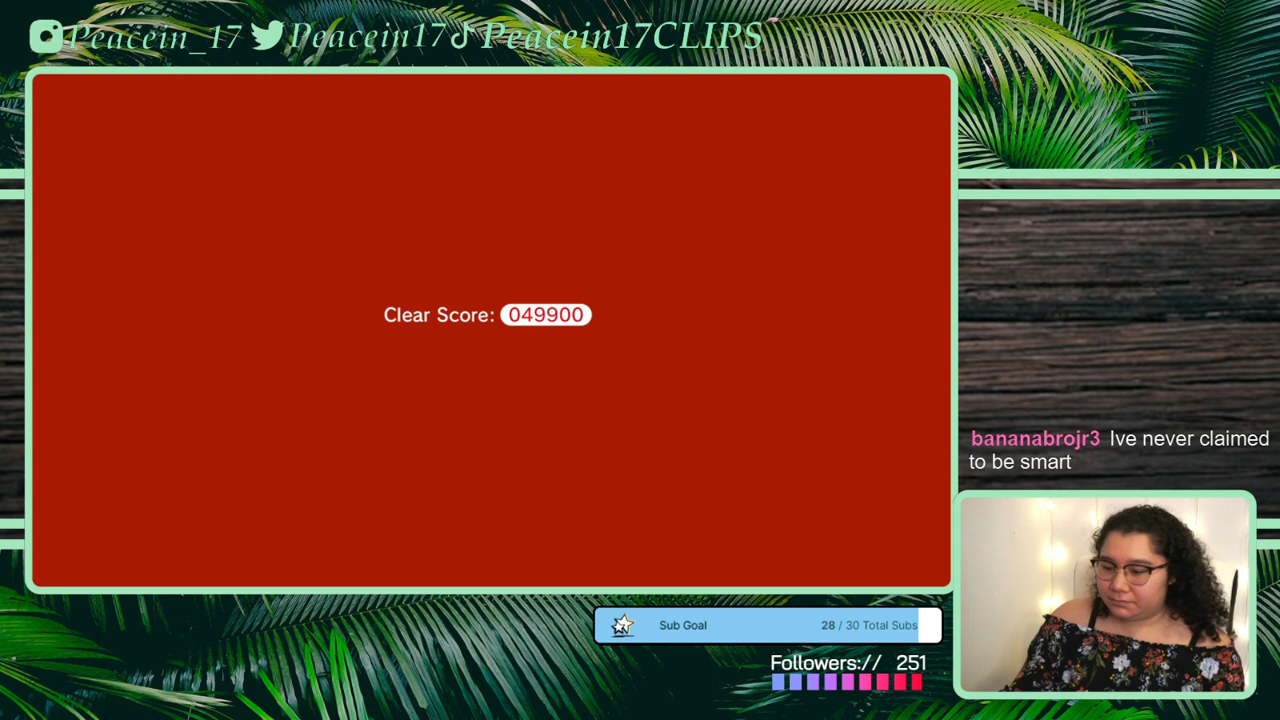 Peacein_17 Peacein17 Peacein17CLIPS
Clear Score: 049900
bananabrojr3 Ive never claimed
to be smart
Sub Goal 28 / 30 Total Subs
Followers:// 251